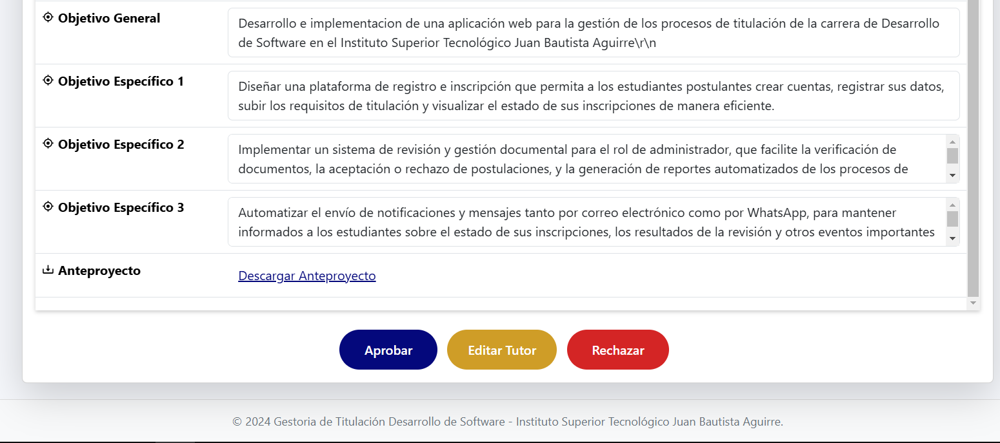 Objetivo General
Desarrollo e implementacion de una aplicación web para la gestión de los procesos de titulación de la carrera de Desarrollo
de Software en el Instituto Superior Tecnológico Juan Bautista Aguirre\r\n
Objetivo Específico 1
Diseñar una plataforma de registro e inscripción que permita a los estudiantes postulantes crear cuentas, registrar sus datos,
subir los requisitos de titulación y visualizar el estado de sus inscripciones de manera eficiente.
Objetivo Específico 2
Implementar un sistema de revisión y gestión documental para el rol de administrador, que facilite la verificación de
documentos, la aceptación o rechazo de postulaciones, y la generación de reportes automatizados de los procesos de
Objetivo Específico 3
Automatizar el envío de notificaciones y mensajes tanto por correo electrónico como por WhatsApp, para mantener
informados a los estudiantes sobre el estado de sus inscripciones, los resultados de la revisión y otros eventos importantes
Anteproyecto
Descargar Anteproyecto
Aprobar
Editar Tutor
Rechazar
© 2024 Gestoria de Titulación Desarrollo de Software - Instituto Superior Tecnológico Juan Bautista Aguirre.